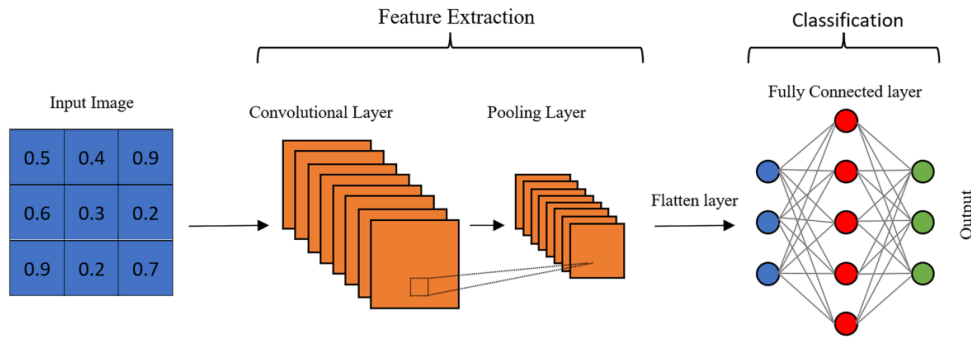 Feature Extraction
Classification
Input Image
Convolutional Layer
Pooling Layer
Fully Connected layer
0.5 0.4 0.9
0.6 0.3 0.2
0.9 0.2 0.7
Flatten layer
Output